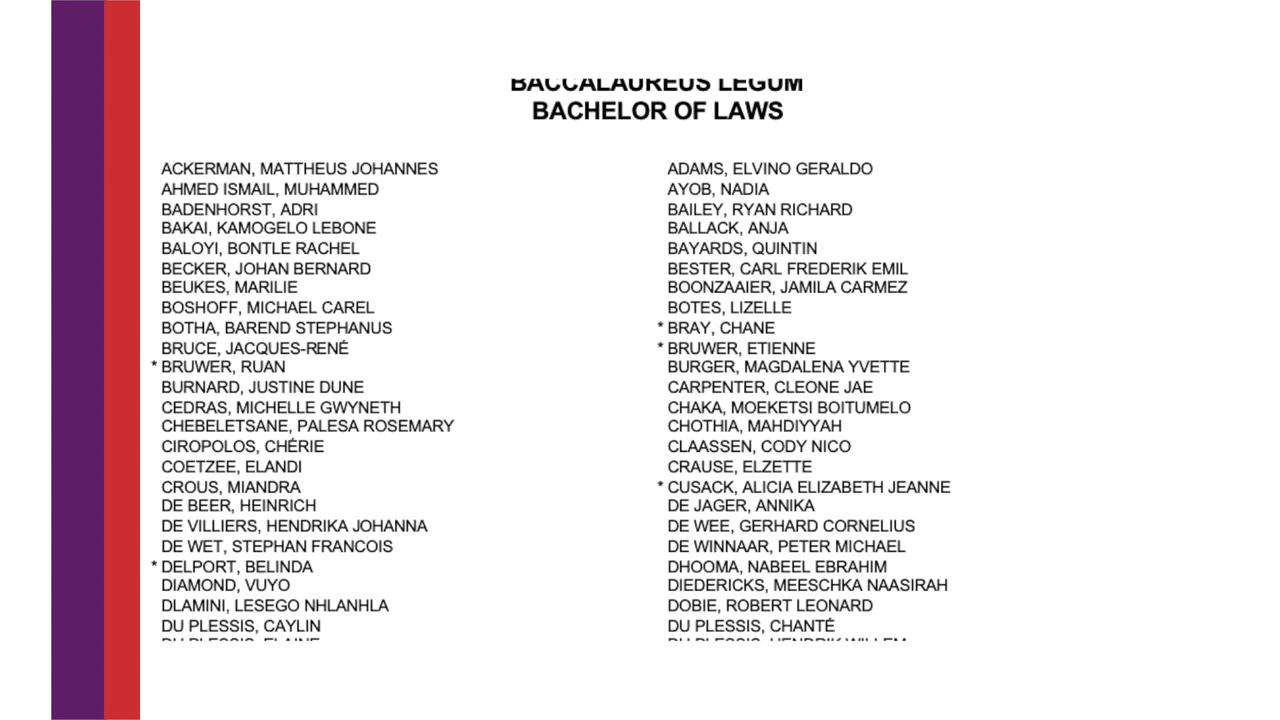 BACCALAUREUS LEGUM
BACHELOR OF LAWS
ACKERMAN, MATTHEUS JOHANNES ADAMS, ELVINO GERALDO
AHMED ISMAIL, MUHAMMED AYOB, NADIA
BADENHORST, ADRI BAILEY, RYAN RICHARD
BAKAI, KAMOGELO LEBONE BALLACK, ANJA
BALOYI, BONTLE RACHEL BAYARDS, QUINTIN
BECKER, JOHAN BERNARD BESTER, CARL FREDERIK EMIL
BEUKES, MARILIE BOONZAAIER, JAMILA CARMEZ
BOSHOFF, MICHAEL CAREL BOTES, LIZELLE
BOTHA, BAREND STEPHANUS * BRAY, CHANE
BRUCE, JACQUES-RENÉ * BRUWER, ETIENNE
* BRUWER, RUAN BURGER, MAGDALENA YVETTE
BURNARD, JUSTINE DUNE CARPENTER, CLEONE JAE
CEDRAS, MICHELLE GWYNETH CHAKA, MOEKETSI BOITUMELO
CHEBELETSANE, PALESA ROSEMARY CHOTHIA, MAHDIYYAH
CIROPOLOS, CHÉRIE CLAASSEN, CODY NICO
COETZEE, ELANDI CRAUSE, ELZETTE
CROUS, MIANDRA * CUSACK, ALICIA ELIZABETH JEANNE
DE BEER, HEINRICH DE JAGER, ANNIKA
DE VILLIERS, HENDRIKA JOHANNA DE WEE, GERHARD CORNELIUS
DE WET, STEPHAN FRANCOIS DE WINNAAR, PETER MICHAEL
* DELPORT, BELINDA DHOOMA, NABEEL EBRAHIM
DIAMOND, VUYO DIEDERICKS, MEESCHKA NAASIRAH
DLAMINI, LESEGO NHLANHLA DOBIE, ROBERT LEONARD
DU PLESSIS, CAYLIN DU PLESSIS, CHANTÉ
DU PLESSIS, ELAINE DU PLESSIS, HENDRIK WILLEM